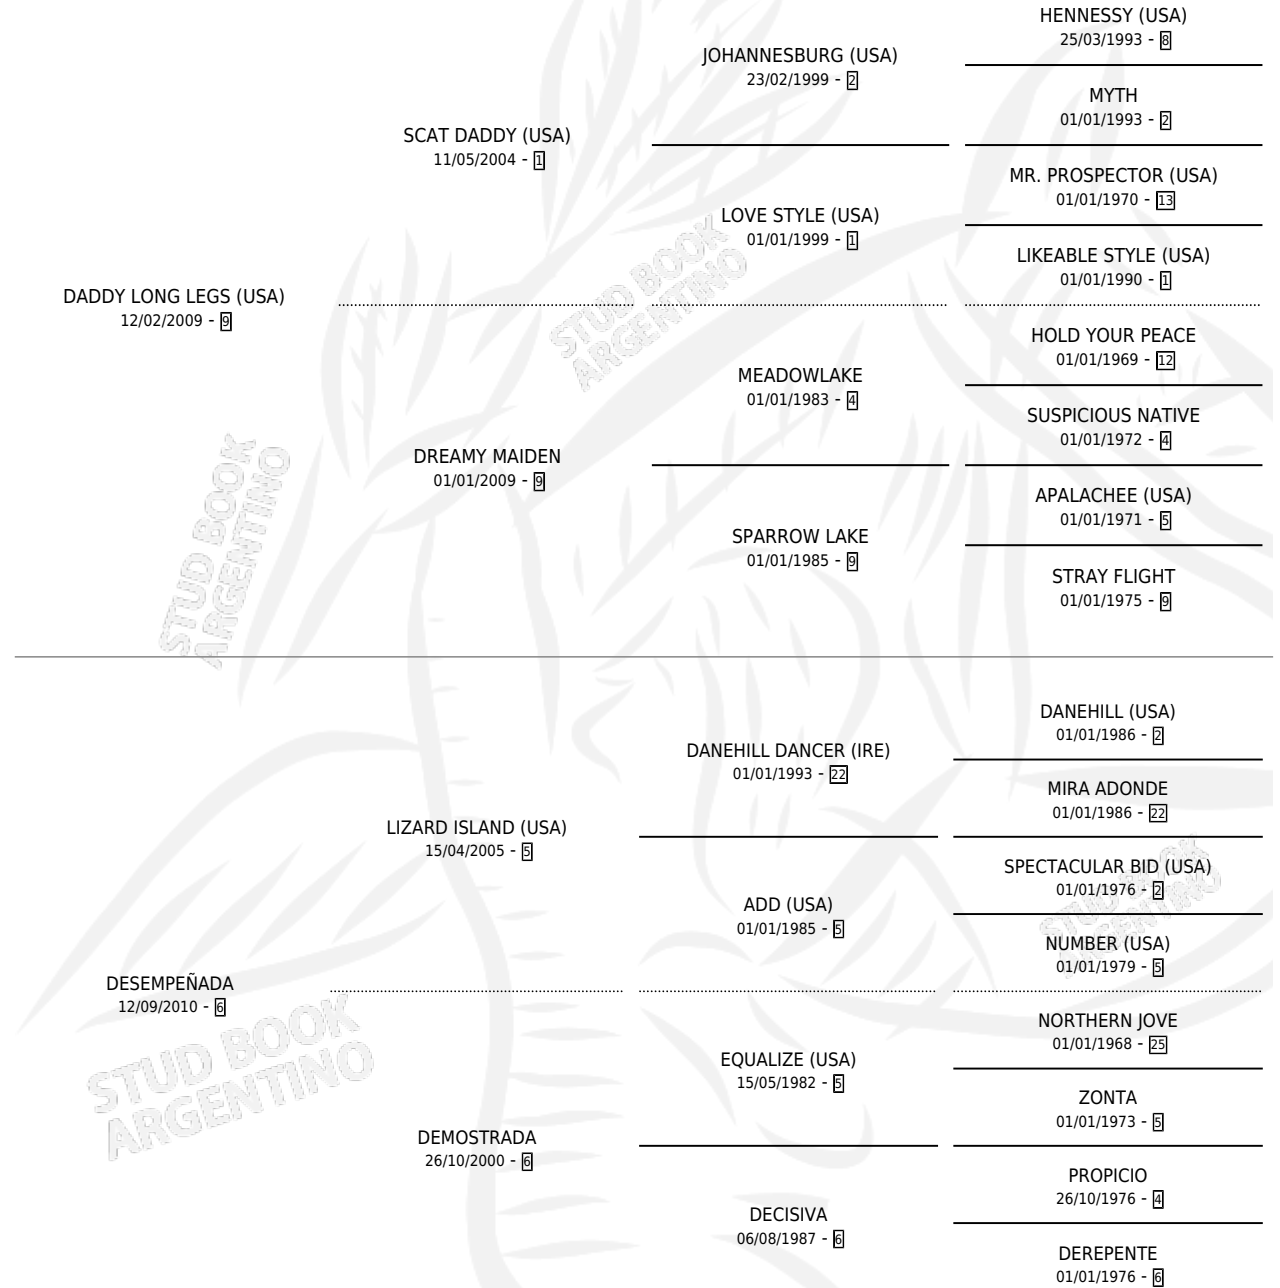 HENNESSY (USA)
25/03/1993 - 8
JOHANNESBURG (USA)
23/02/1999 - 2
MYTH
01/01/1993 - 2
SCAT DADDY (USA)
11/05/2004 - 1
MR. PROSPECTOR (USA)
01/01/1970 - 13
LOVE STYLE (USA)
01/01/1999 - 1
LIKEABLE STYLE (USA)
01/01/1990 - 1
DADDY LONG LEGS (USA)
12/02/2009 - 9
HOLD YOUR PEACE
01/01/1969 - 12
MEADOWLAKE
01/01/1983 - 4
SUSPICIOUS NATIVE
01/01/1972 - 4
DREAMY MAIDEN
01/01/2009 - 9
APALACHEE (USA)
01/01/1971 - 5
SPARROW LAKE
01/01/1985 - 9
STRAY FLIGHT
01/01/1975 - 9
STUD BOOK
ARGENTINO
STUD BOOK
ARGENTINO
DANEHILL (USA)
01/01/1986 - 2
DANEHILL DANCER (IRE)
01/01/1993 - 22
MIRA ADONDE
01/01/1986 - 22
LIZARD ISLAND (USA)
15/04/2005 - 5
SPECTACULAR BID (USA)
01/01/1976 - 2
ADD (USA)
01/01/1985 - 5
NUMBER (USA)
01/01/1979 - 5
DESEMPEÑADA
12/09/2010 - 6
NORTHERN JOVE
01/01/1968 - 25
EQUALIZE (USA)
15/05/1982 - 5
ZONTA
01/01/1973 - 5
DEMOSTRADA
26/10/2000 - 6
PROPICIO
26/10/1976 - 4
DECISIVA
06/08/1987 - 6
DEREPENTE
01/01/1976 - 6
STUD BOOK
ARGENTINO
STUD BOOK
ARGENTINO